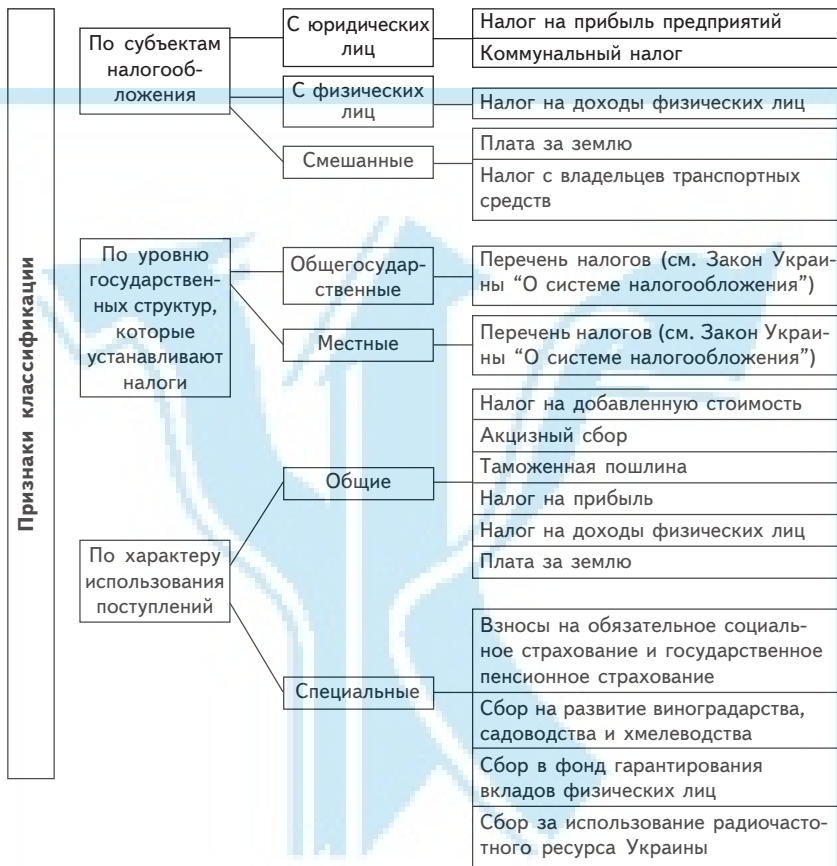 Признаки классификации
По субъектам
налогооб-
ложения
С юридических
лиц
Налог на прибыль предприятий
Коммунальный налог
С физических
лиц
Налог на доходы физических лиц
Смешанные
Плата за землю
Налог с владельцев транспортных
средств
По уровню
государствен-
ных структур,
которые
устанавливают
налоги
Общегосудар-
ственные
Перечень налогов (см. Закон Украи-
ны “О системе налогообложения”)
Местные
Перечень налогов (см. Закон Украи-
ны “О системе налогообложения”)
По характеру
использования
поступлений
Общие
Налог на добавленную стоимость
Акцизный сбор
Таможенная пошлина
Налог на прибыль
Налог на доходы физических лиц
Плата за землю
Специальные
Взносы на обязательное социаль-
ное страхование и государственное
пенсионное страхование
Сбор на развитие виноградарства,
садоводства и хмелеводства
Сбор в фонд гарантирования
вкладов физических лиц
Сбор за использование радиочасто-
тного ресурса Украины